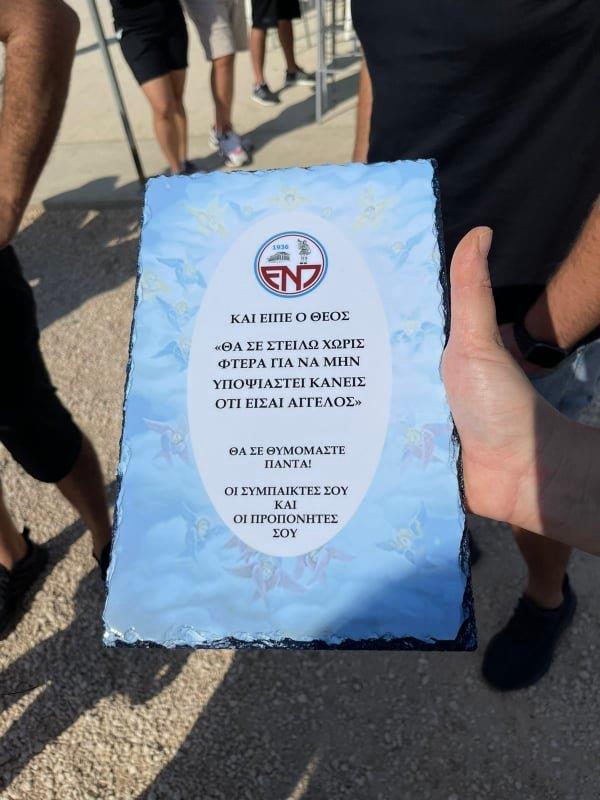 1936
ΕΝΠ
ΚΑΙ ΕΙΠΕ Ο ΘΕΟΣ
«ΘΑ ΣΕ ΣΤΕΙΛΩ ΧΩΡΙΣ
ΦΤΕΡΑ ΓΙΑ ΝΑ ΜΗΝ
ΥΠΟΨΙΑΣΤΕΙ ΚΑΝΕΙΣ
ΟΤΙ ΕΙΣΑΙ ΑΓΓΕΛΟΣ»
ΘΑ ΣΕ ΘΥΜΟΜΑΣΤΕ
ΠΑΝΤΑ!
ΟΙ ΣΥΜΠΑΙΚΤΕΣ ΣΟΥ
ΚΑΙ
ΟΙ ΠΡΟΠΟΝΗΤΕΣ
ΣΟΥ